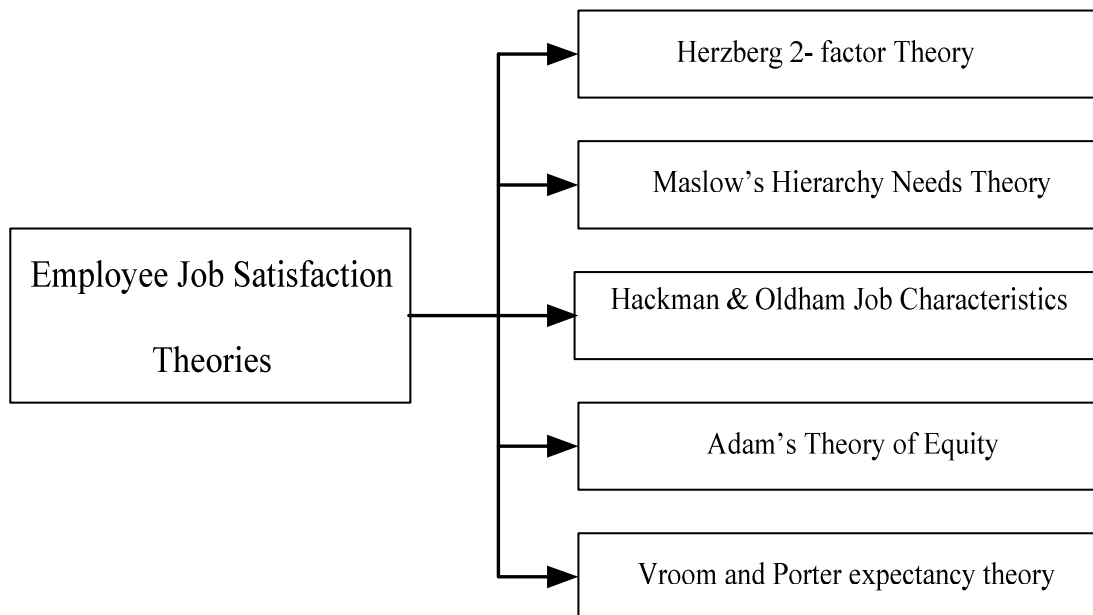 Employee Job Satisfaction
Theories
Herzberg 2- factor Theory
Maslow’s Hierarchy Needs Theory
Hackman & Oldham Job Characteristics
Adam’s Theory of Equity
Vroom and Porter expectancy theory